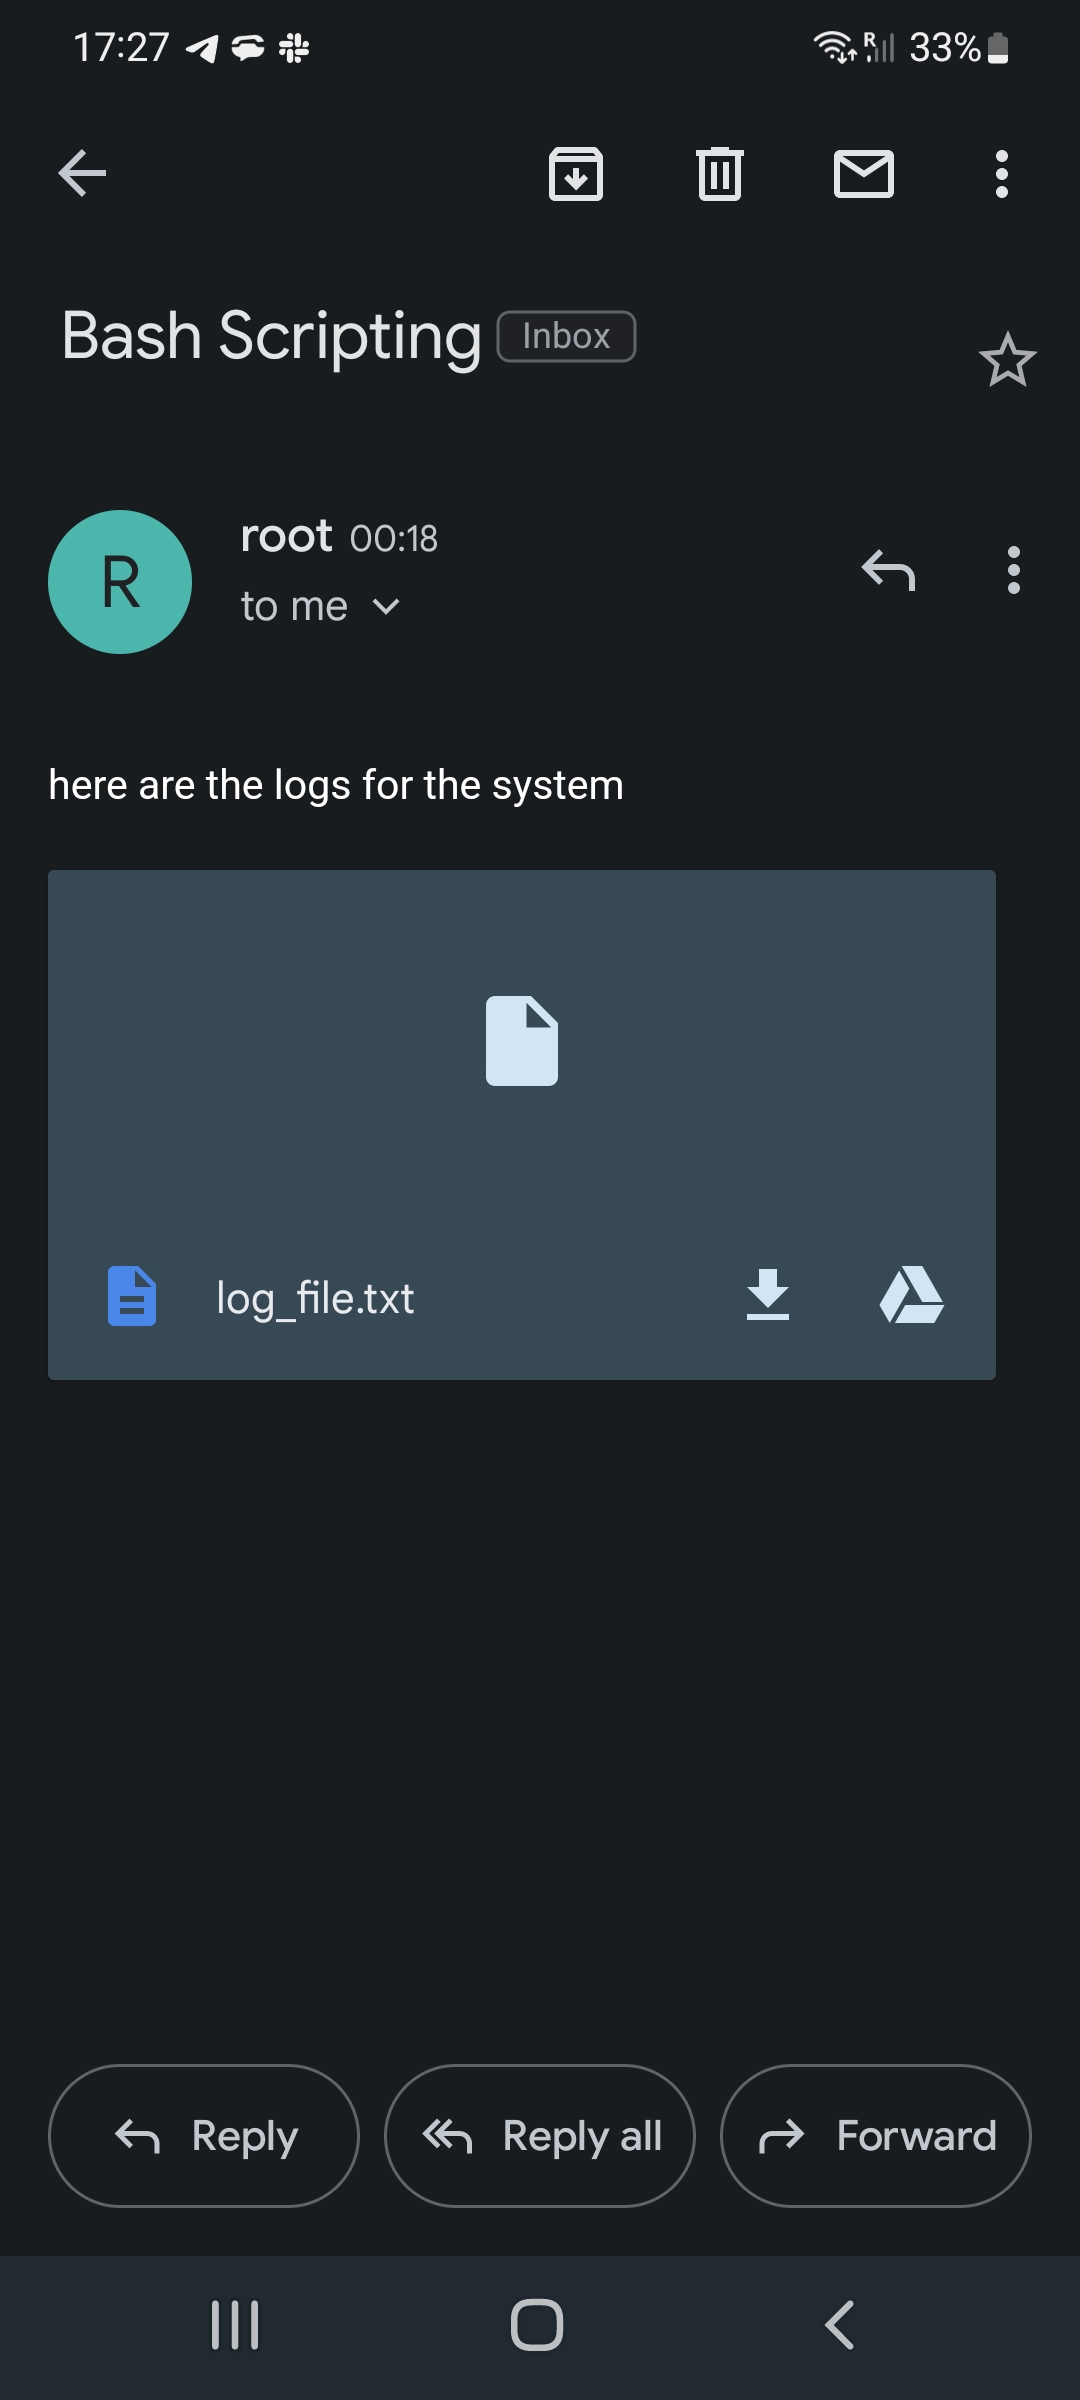 17:27
R
33%
Bash Scripting Inbox
R
root 00:18
to me
here are the logs for the system
log_file.txt
Reply
Reply all
Forward